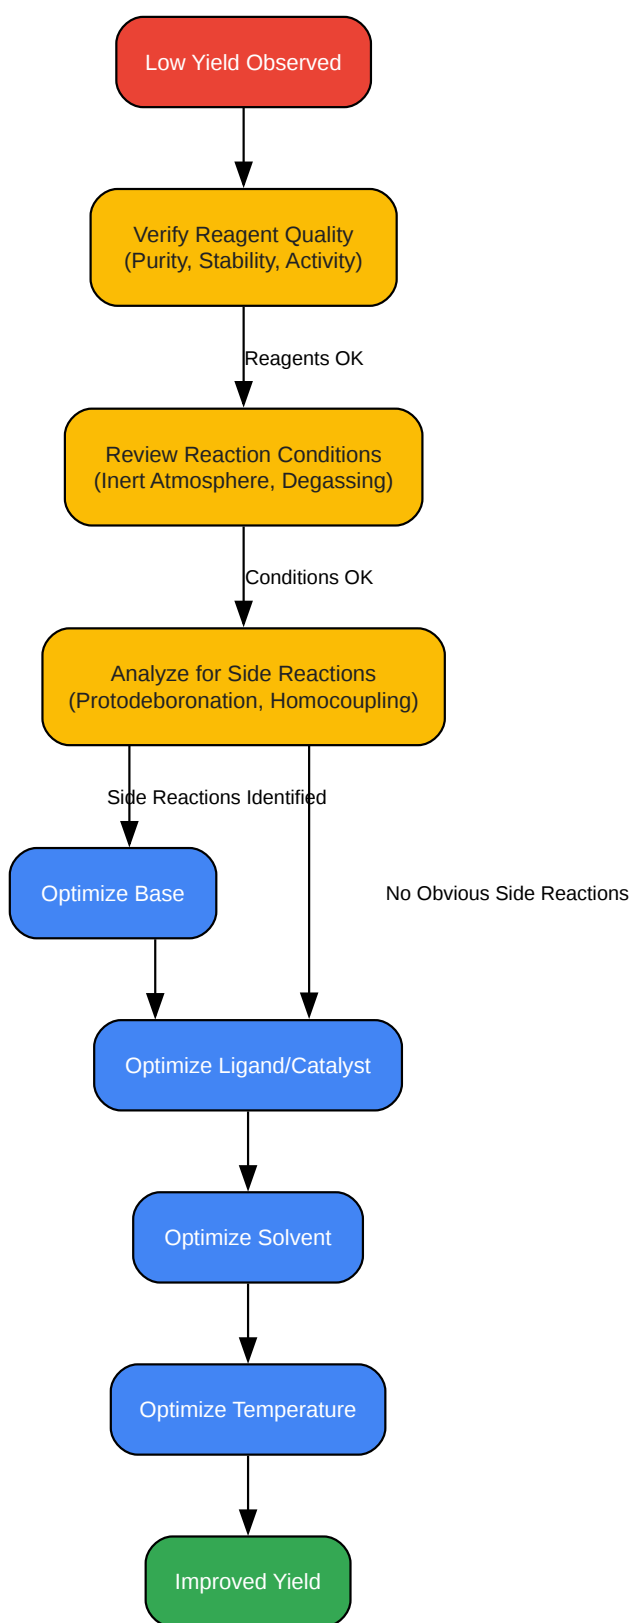 Low Yield Observed
Verify Reagent Quality
(Purity, Stability, Activity)
Reagents OK
Review Reaction Conditions
(Inert Atmosphere, Degassing)
Conditions OK
Analyze for Side Reactions
(Protodeboronation, Homocoupling)
Side Reactions Identified
Optimize Base
No Obvious Side Reactions
Optimize Ligand/Catalyst
Optimize Solvent
Optimize Temperature
Improved Yield